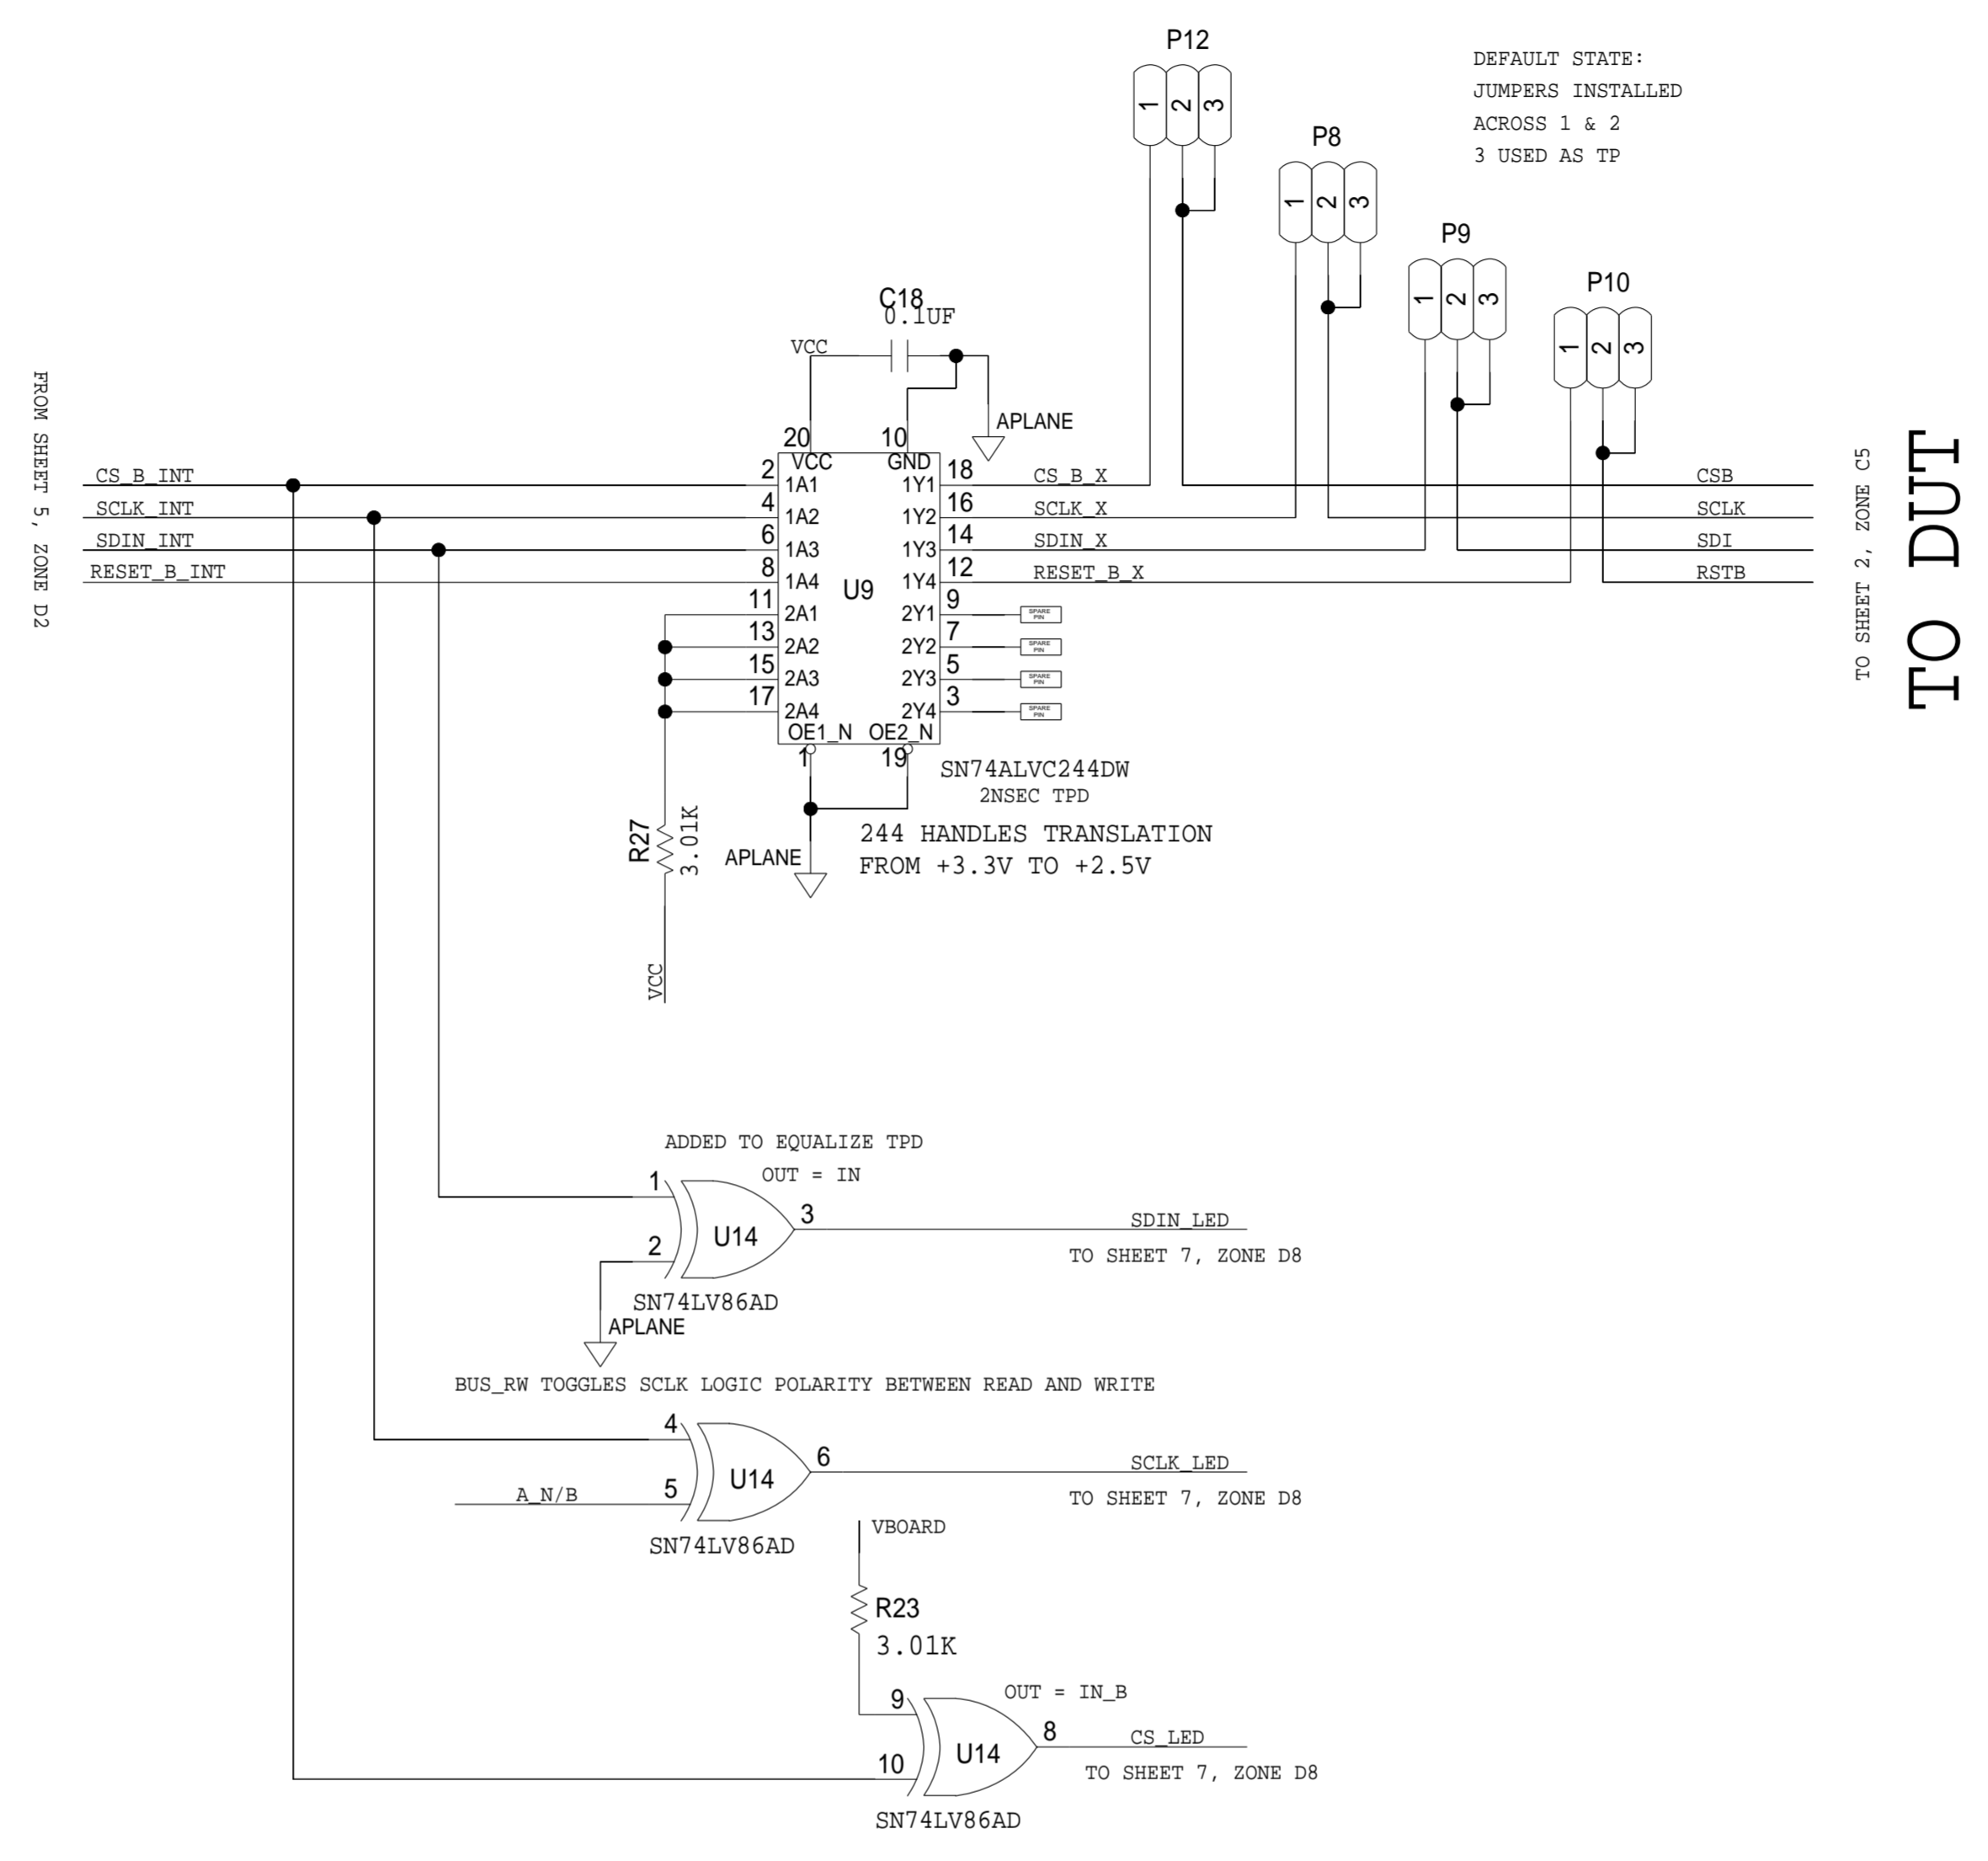 P12
1
2
3
DEFAULT STATE:
JUMPERS INSTALLED
ACROSS 1 & 2
3 USED AS TP
P8
1
2
3
P9
1
2
3
P10
1
2
3
C18
0.1UF
VCC
APLANE
20
10
VCC
GND
FROM SHEET 5, ZONE D2
CS_B_INT
2
1A1
1Y1
18
CS_B_X
CSB
SCLK_INT
4
1A2
1Y2
16
SCLK_X
SCLK
SDIN_INT
6
1A3
1Y3
14
SDIN_X
SDI
RESET_B_INT
8
1A4
1Y4
12
RESET_B_X
RSTB
TO SHEET 2, ZONE C5
TO DUT
U9
11
2A1
2Y1
9
SPARE
PIN
13
2A2
2Y2
7
SPARE
PIN
15
2A3
2Y3
5
SPARE
PIN
17
2A4
2Y4
3
SPARE
PIN
OE1_N
OE2_N
1
19
SN74ALVC244DW
2NSEC TPD
244 HANDLES TRANSLATION
FROM +3.3V TO +2.5V
APLANE
R27
3.01K
VCC
ADDED TO EQUALIZE TPD
OUT = IN
1
2
U14
3
SDIN_LED
TO SHEET 7, ZONE D8
SN74LV86AD
APLANE
BUS_RW TOGGLES SCLK LOGIC POLARITY BETWEEN READ AND WRITE
4
5
A_N/B
U14
6
SCLK_LED
TO SHEET 7, ZONE D8
SN74LV86AD
VBOARD
R23
3.01K
OUT = IN_B
9
10
U14
8
CS_LED
TO SHEET 7, ZONE D8
SN74LV86AD